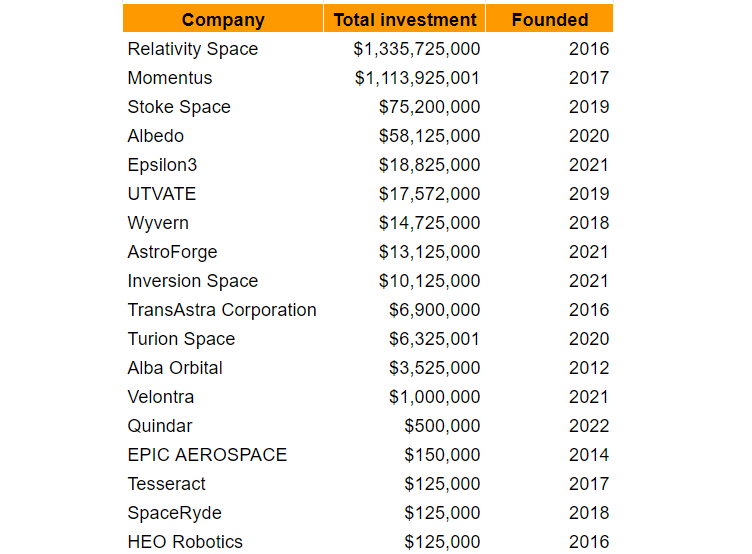 Company Total investment Founded
Relativity Space $1,335,725,000 2016
Momentus $1,113,925,001 2017
Stoke Space $75,200,000 2019
Albedo $58,125,000 2020
Epsilon3 $18,825,000 2021
UTVATE $17,572,000 2019
Wyvern $14,725,000 2018
AstroForge $13,125,000 2021
Inversion Space $10,125,000 2021
TransAstra Corporation $6,900,000 2016
Turion Space $6,325,001 2020
Alba Orbital $3,525,000 2012
Velontra $1,000,000 2021
Quindar $500,000 2022
EPIC AEROSPACE $150,000 2014
Tesseract $125,000 2017
SpaceRyde $125,000 2018
HEO Robotics $125,000 2016